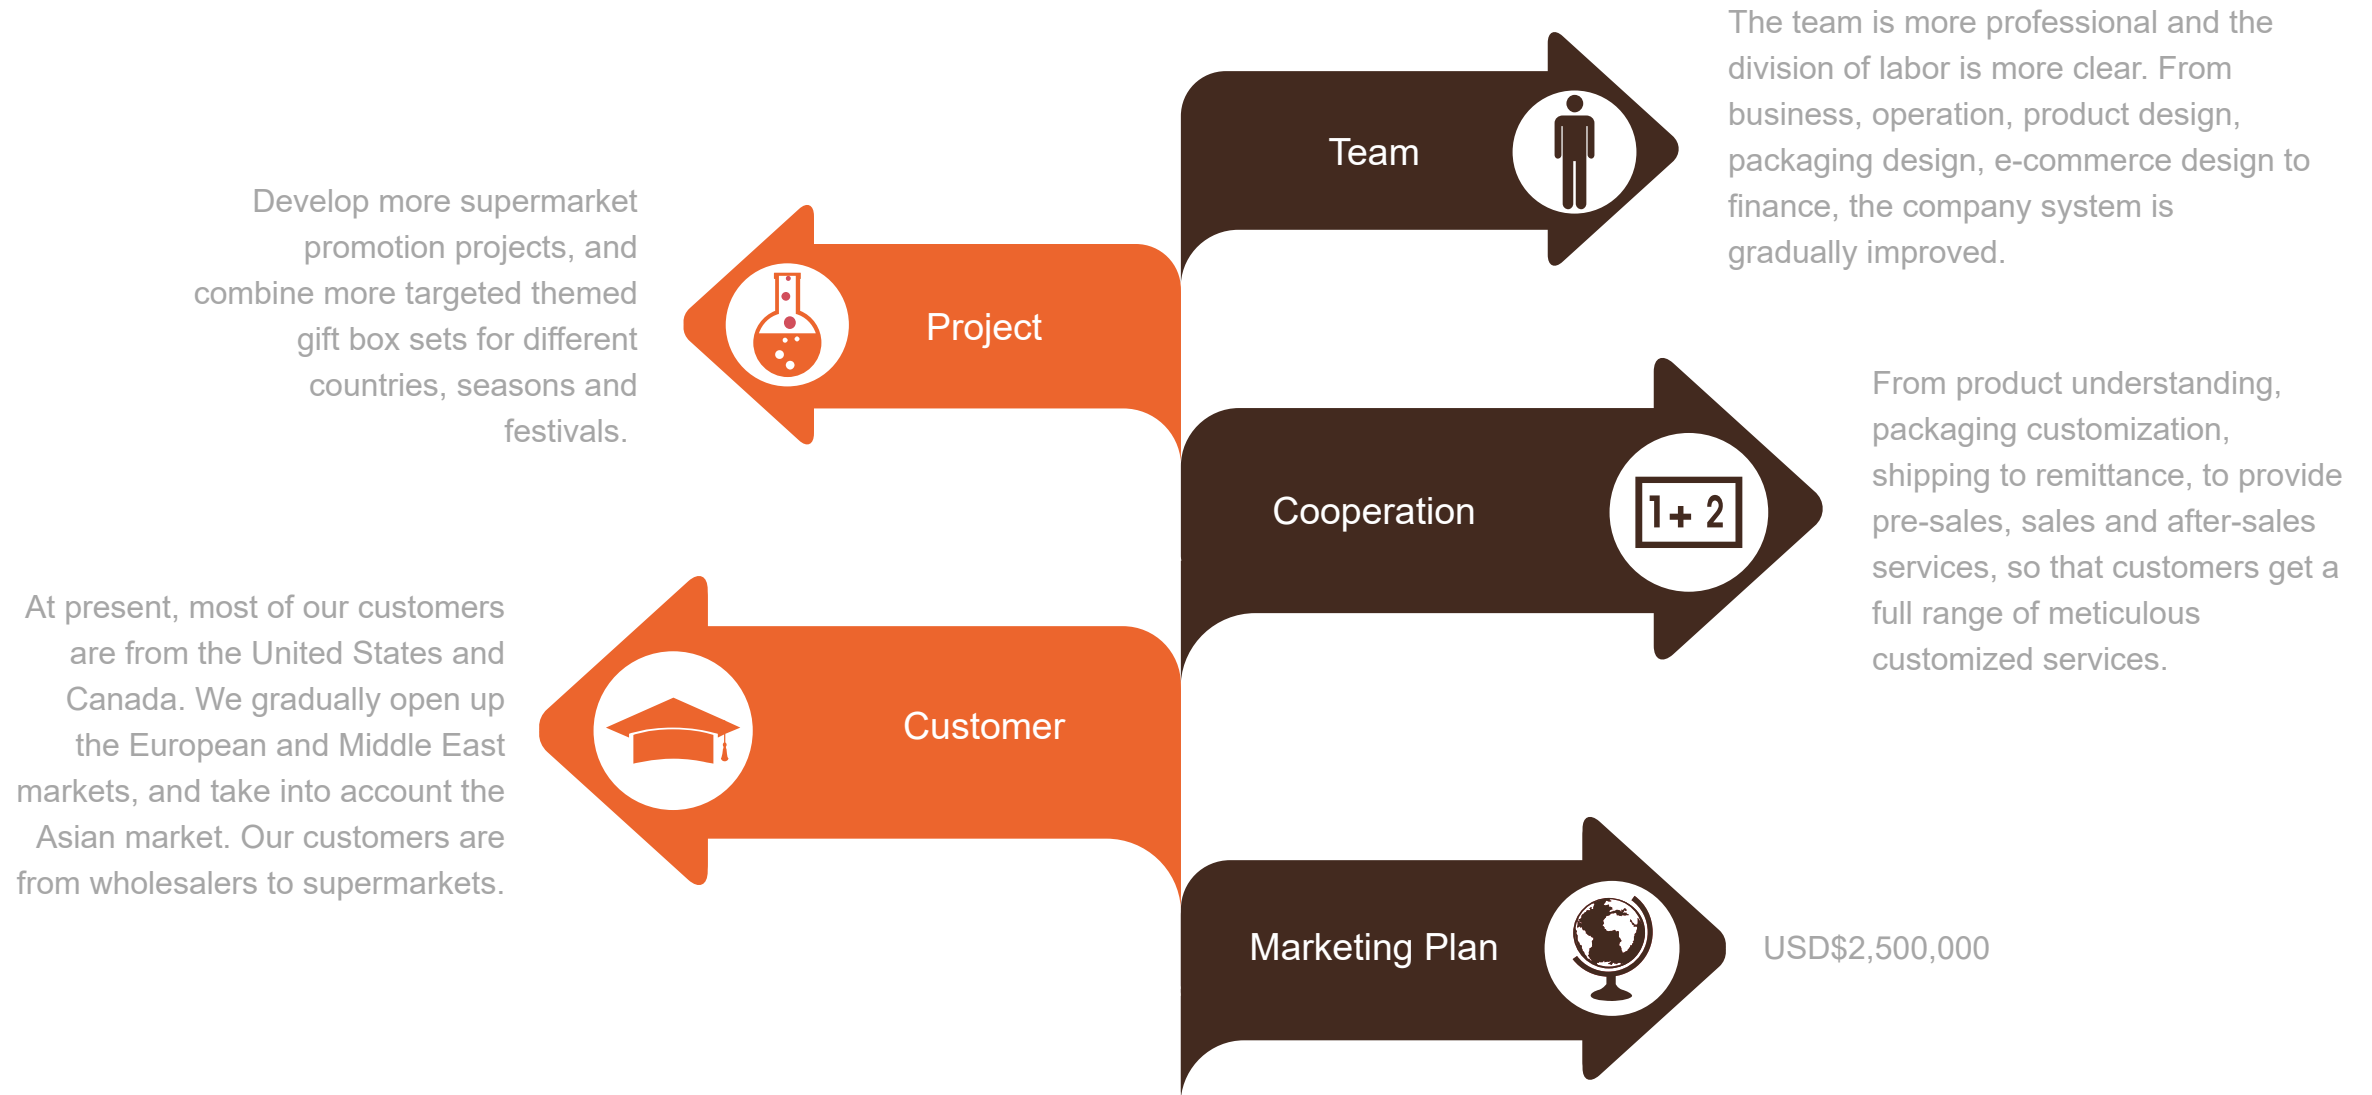 Team
The team is more professional and the
division of labor is more clear. From
business, operation, product design,
packaging design, e-commerce design to
finance, the company system is
gradually improved.
Develop more supermarket
promotion projects, and
combine more targeted themed
gift box sets for different
countries, seasons and
festivals.
Project
Cooperation
1+ 2
From product understanding,
packaging customization,
shipping to remittance, to provide
pre-sales, sales and after-sales
services, so that customers get a
full range of meticulous
customized services.
At present, most of our customers
are from the United States and
Canada. We gradually open up
the European and Middle East
markets, and take into account the
Asian market. Our customers are
from wholesalers to supermarkets.
Customer
Marketing Plan
USD$2,500,000